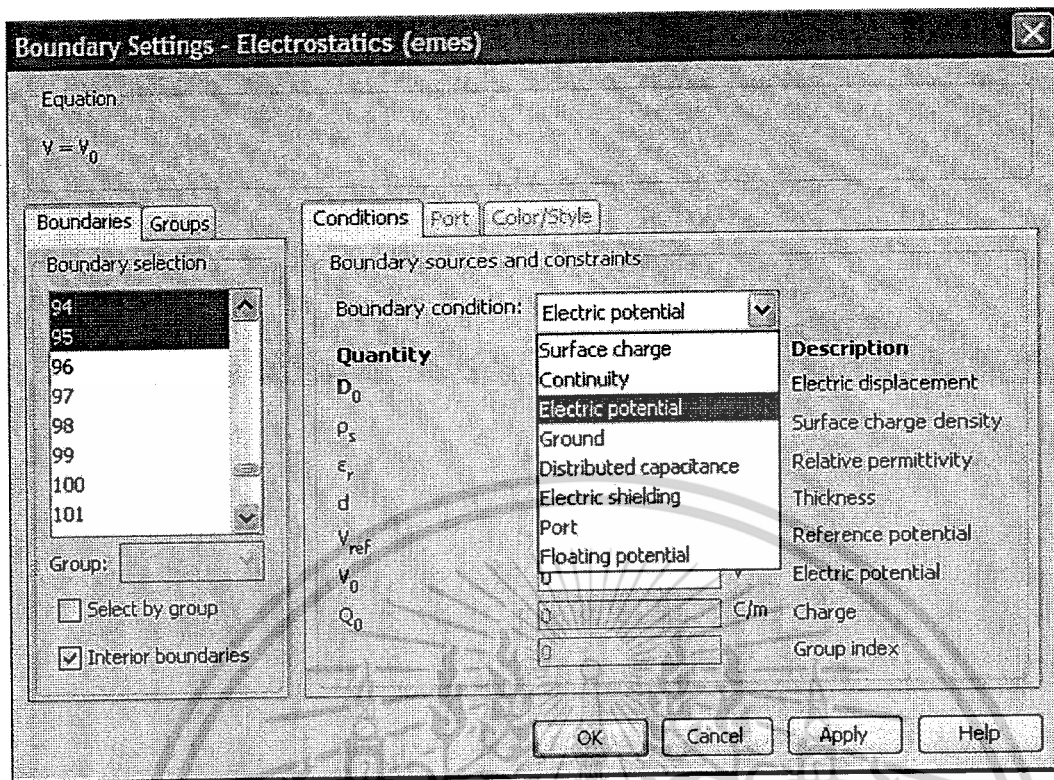 Boundary Settings - Electrostatics (emes)
Equation
V = V0
Boundaries Groups
Boundary selection
94
95
96
97
98
99
100
101
Group:
Select by group
Interior boundaries
Conditions Port Color/Style
Boundary sources and constraints
Boundary condition: Electric potential
Surface charge
Continuity
Electric potential
Ground
Distributed capacitance
Electric shielding
Port
Floating potential
Quantity Description
D0 Electric displacement
ρs Surface charge density
εr Relative permittivity
d Thickness
Vref Reference potential
V0 0 V Electric potential
Q0 0 C/m Charge
0 Group index
OK Cancel Apply Help